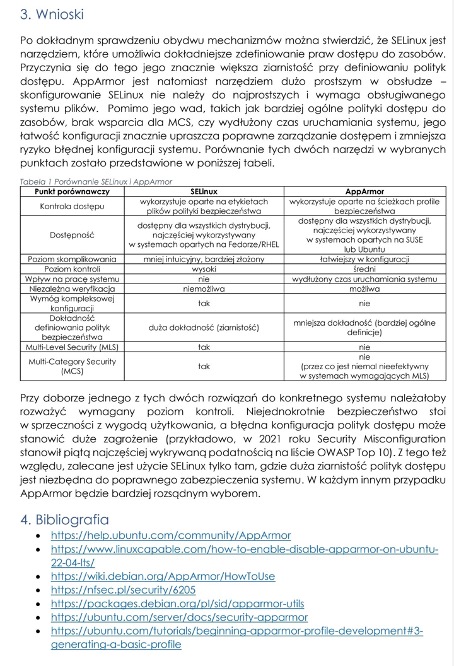 3. Wnioski
Po dokładnym sprawdzeniu obydwu mechanizmów można stwierdzić, że SELinux jest
narzędziem, które umożliwia dokładniejsze zdefiniowanie praw dostępu do zasobów.
Przyczynia się do tego jego znacznie większa ziarnistość przy definiowaniu polityk
dostępu. AppArmor jest natomiast narzędziem dużo prostszym w obsłudze –
skonfigurowanie SELinux nie należy do najprostszych i wymaga obsługiwanego
systemu plików. Pomimo jego wad, takich jak bardziej ogólne polityki dostępu do
zasobów, brak wsparcia dla MCS, czy wydłużony czas uruchamiania systemu, jego
łatwość konfiguracji znacznie upraszcza poprawne zarządzanie dostępem i zmniejsza
ryzyko błędnej konfiguracji systemu. Porównanie tych dwóch narzędzi w wybranych
punktach zostało przedstawione w poniższej tabeli.
Tabela 1 Porównanie SELinux i AppArmor
Punkt porównawczy SELinux AppArmor
Kontrola dostępu wykorzystuje oparte na etykietach plików polityki bezpieczeństwa wykorzystuje oparte na ścieżkach profile bezpieczeństwa
Dostępność dostępny dla wszystkich dystrybucji, najczęściej wykorzystywany w systemach opartych na Fedorze/RHEL dostępny dla wszystkich dystrybucji, najczęściej wykorzystywany w systemach opartych na SUSE lub Ubuntu
Poziom skomplikowania mniej intuicyjny, bardziej złożony łatwiejszy w konfiguracji
Poziom kontroli wysoki średni
Wpływ na pracę systemu nie wydłużony czas uruchamiania systemu
Niezależna weryfikacja niemożliwa możliwa
Wymóg kompleksowej konfiguracji tak nie
Dokładność definiowania polityk bezpieczeństwa duża dokładność (ziarnistość) mniejsza dokładność (bardziej ogólne definicje)
Multi-Level Security (MLS) tak nie
Multi-Category Security (MCS) tak nie (przez co jest niemal nieefektywny w systemach wymagających MLS)
Przy doborze jednego z tych dwóch rozwiązań do konkretnego systemu należałoby
rozważyć wymagany poziom kontroli. Niejednokrotnie bezpieczeństwo stoi
w sprzeczności z wygodą użytkowania, a błędna konfiguracja polityk dostępu może
stanowić duże zagrożenie (przykładowo, w 2021 roku Security Misconfiguration
stanowił piątą najczęściej wykrywaną podatnością na liście OWASP Top 10). Z tego też
względu, zalecane jest użycie SELinux tylko tam, gdzie duża ziarnistość polityk dostępu
jest niezbędna do poprawnego zabezpieczenia systemu. W każdym innym przypadku
AppArmor będzie bardziej rozsądnym wyborem.
4. Bibliografia
• https://help.ubuntu.com/community/AppArmor
• https://www.linuxcapable.com/how-to-enable-disable-apparmor-on-ubuntu-
22-04-lts/
• https://wiki.debian.org/AppArmor/HowToUse
• https://nfsec.pl/security/6205
• https://packages.debian.org/pl/sid/apparmor-utils
• https://ubuntu.com/server/docs/security-apparmor
• https://ubuntu.com/tutorials/beginning-apparmor-profile-development#3-
generating-a-basic-profile